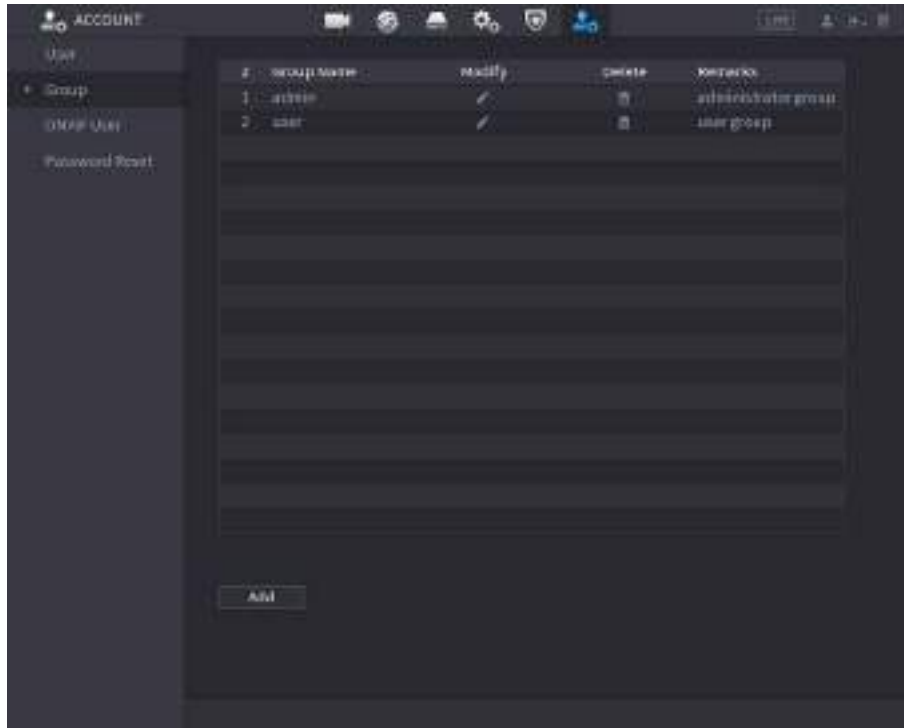 ACCOUNT
LIVE
User
Group
ONVIF User
Password Reset
# Group Name Modify Delete Remarks
1 admin administrator group
2 user user group
Add